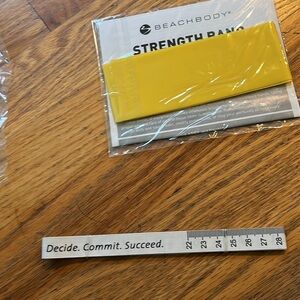 BEACHBODY®
STRENGTH BAND
Decide. Commit. Succeed.
22 23 24 25 26 27 28